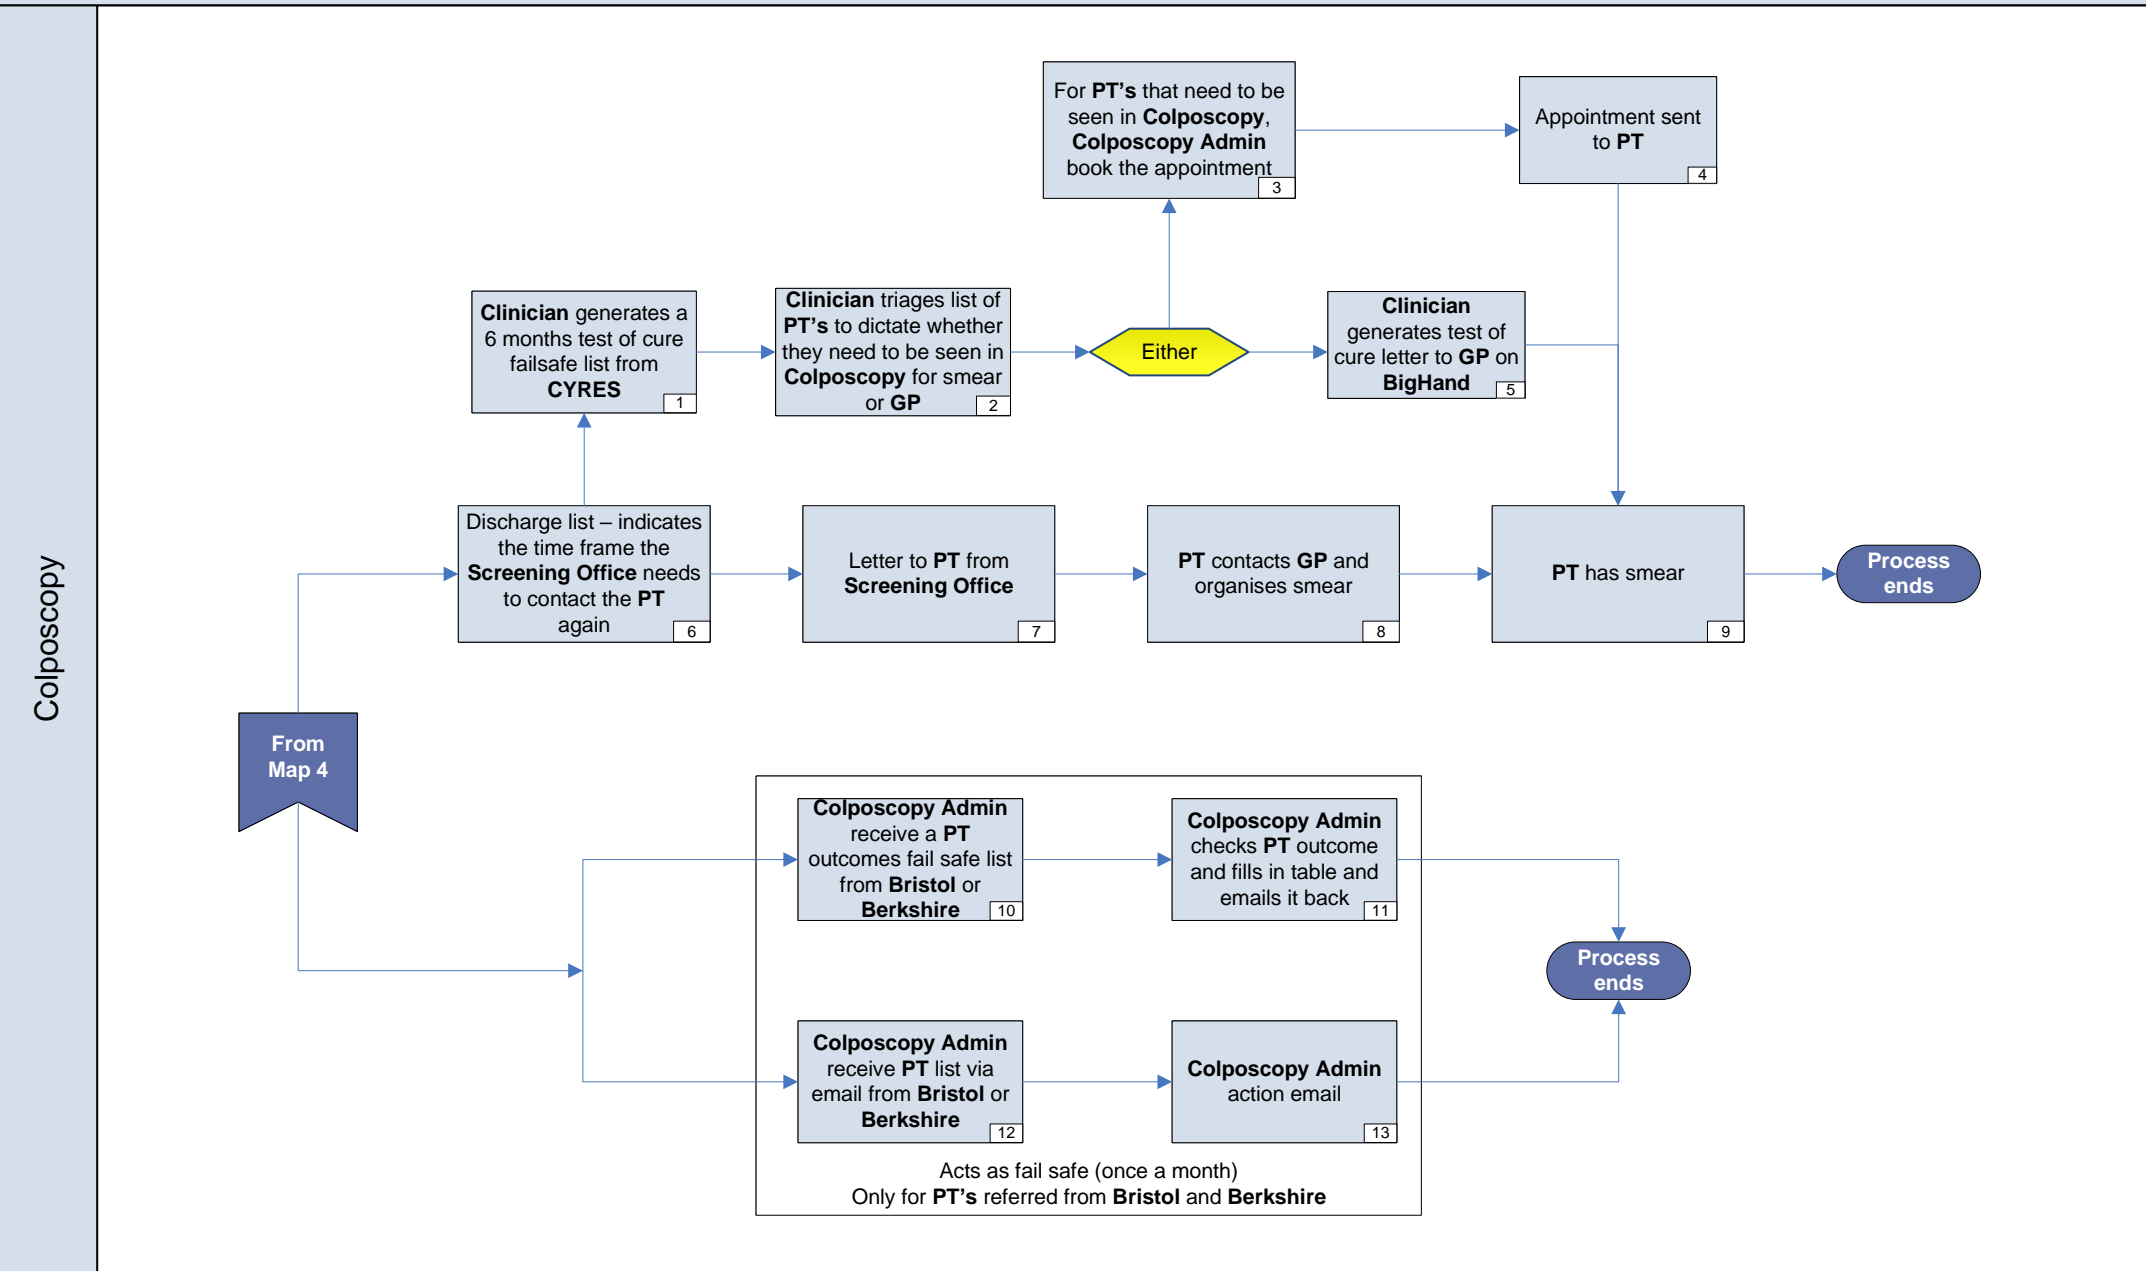 Colposcopy
For PT's that need to be
seen in Colposcopy,
Colposcopy Admin
book the appointment
3
Appointment sent
to PT
4
Clinician generates a
6 months test of cure
failsafe list from
CYRES
1
Clinician triages list of
PT's to dictate whether
they need to be seen in
Colposcopy for smear
or GP
2
Either
Clinician
generates test of
cure letter to GP on
BigHand
5
Discharge list – indicates
the time frame the
Screening Office needs
to contact the PT
again
6
Letter to PT from
Screening Office
7
PT contacts GP and
organises smear
8
PT has smear
9
Process
ends
From
Map 4
Colposcopy Admin
receive a PT
outcomes fail safe list
from Bristol or
Berkshire
10
Colposcopy Admin
checks PT outcome
and fills in table and
emails it back
11
Process
ends
Colposcopy Admin
receive PT list via
email from Bristol or
Berkshire
12
Colposcopy Admin
action email
13
Acts as fail safe (once a month)
Only for PT's referred from Bristol and Berkshire